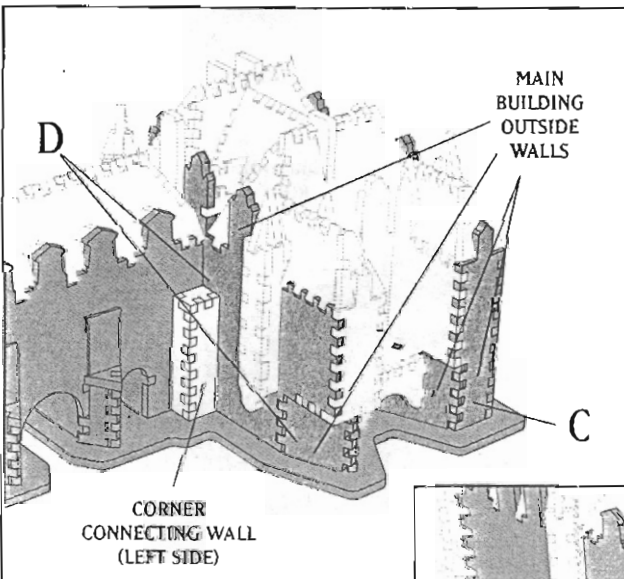 D
MAIN
BUILDING
OUTSIDE
WALLS
C
CORNER
CONNECTING WALL
(LEFT SIDE)